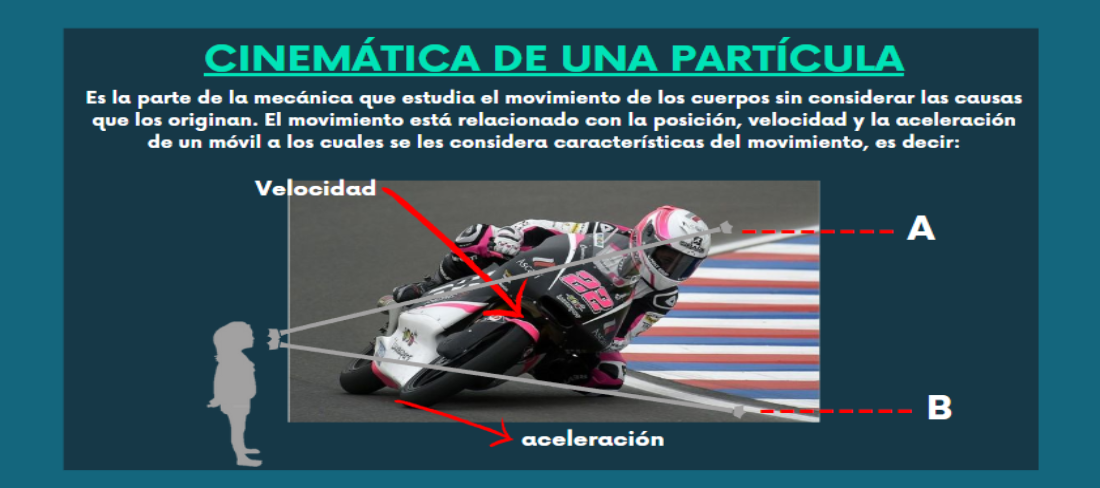 CINEMÁTICA DE UNA PARTÍCULA
Es la parte de la mecánica que estudia el movimiento de los cuerpos sin considerar las causas
que los originan. El movimiento está relacionado con la posición, velocidad y la aceleración
de un móvil a los cuales se les considera características del movimiento, es decir:
Velocidad
A
22
B
aceleración